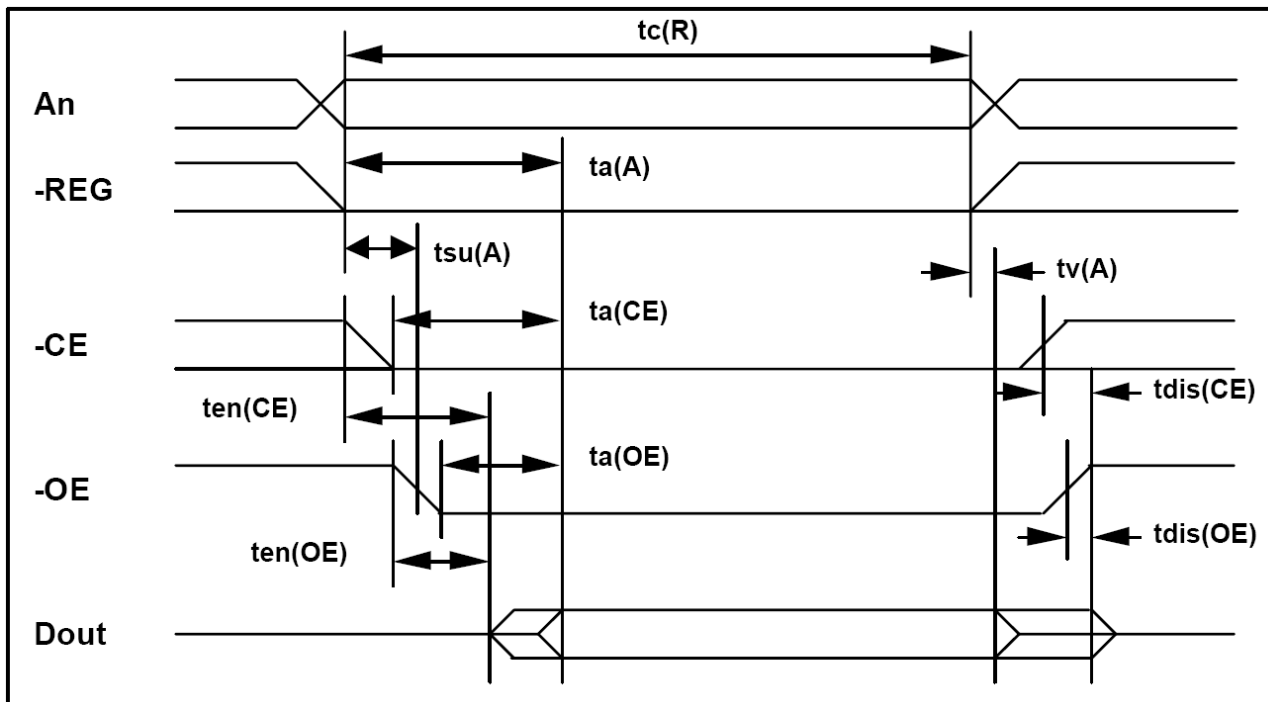 tc(R)
An
ta(A)
-REG
tsu(A)
tv(A)
ta(CE)
-CE
tdis(CE)
ten(CE)
ta(OE)
-OE
tdis(OE)
ten(OE)
Dout